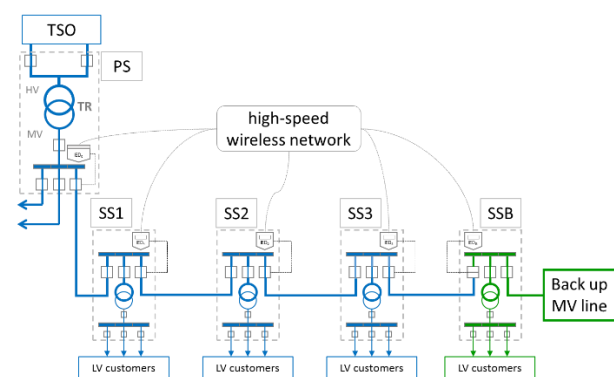 TSO
PS
HV
TR
MV
high-speed
wireless network
SS1
SS2
SS3
SSB
Back up
MV line
LV customers
LV customers
LV customers
LV customers